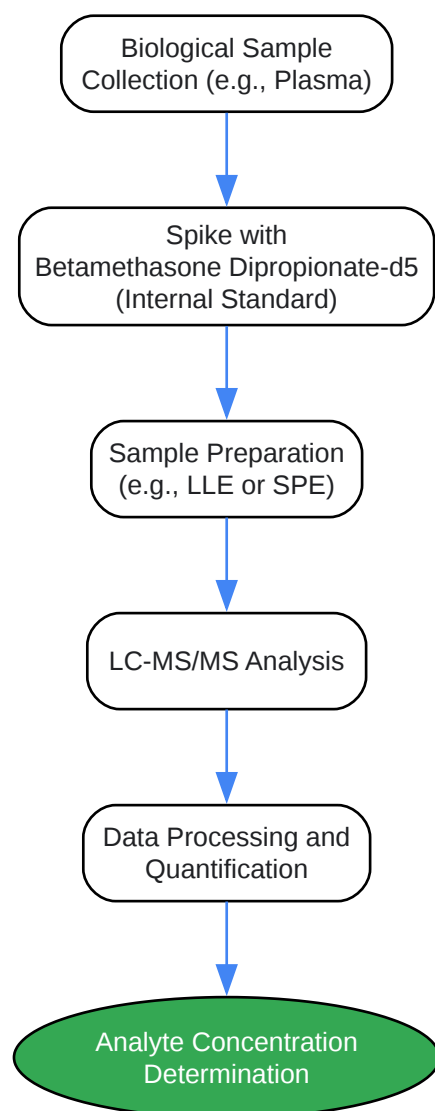 Biological Sample
Collection (e.g., Plasma)
Spike with
Betamethasone Dipropionate-d5
(Internal Standard)
Sample Preparation
(e.g., LLE or SPE)
LC-MS/MS Analysis
Data Processing and
Quantification
Analyte Concentration
Determination